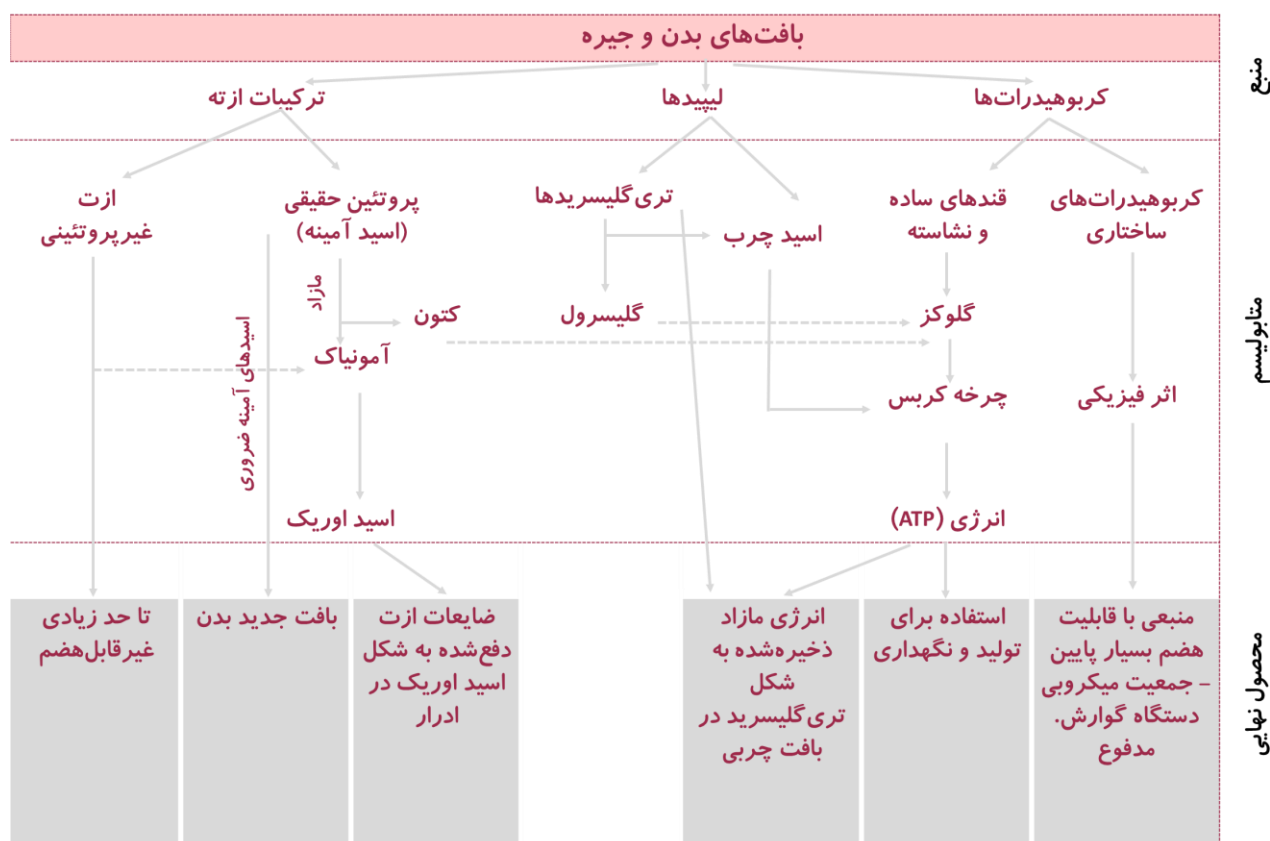 بافت‌های بدن و جیره
منبع
کربوهیدرات‌ها
لیپیدها
ترکیبات ازته
متابولیسم
کربوهیدرات‌های
ساختاری
قندهای ساده
و نشاسته
اسید چرب
تری‌گلیسریدها
پروتئین حقیقی
(اسید آمینه)
ازت
غیرپروتئینی
مازاد
اسیدهای آمینه ضروری
گلوکز
گلیسرول
کتون
آمونیاک
اثر فیزیکی
چرخه کربس
انرژی (ATP)
اسید اوریک
محصول نهایی
منبعی با قابلیت
هضم بسیار پایین
– جمعیت میکروبی
دستگاه گوارش.
مدفوع
استفاده برای
تولید و نگهداری
انرژی مازاد
ذخیره‌شده به
شکل
تری‌گلیسرید در
بافت چربی
ضایعات ازت
دفع‌شده به شکل
اسید اوریک در
ادرار
بافت جدید بدن
تا حد زیادی
غیرقابل‌هضم